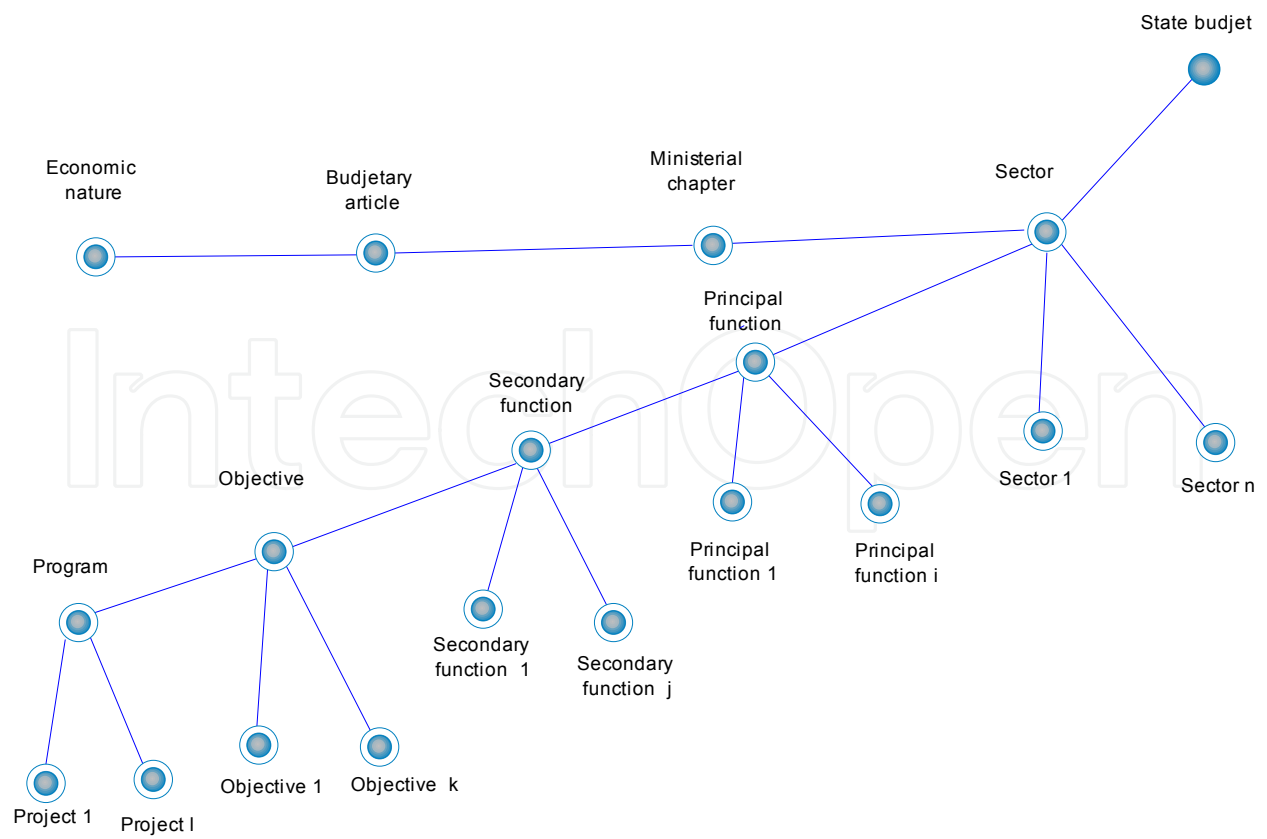 State budjet
Economic
nature
Budjetary
article
Ministerial
chapter
Sector
Principal
function
Secondary
function
Objective
Program
Sector 1
Sector n
Principal
function 1
Principal
function i
Secondary
function 1
Secondary
function j
Objective 1
Objective k
Project 1
Project l
IntechOpen